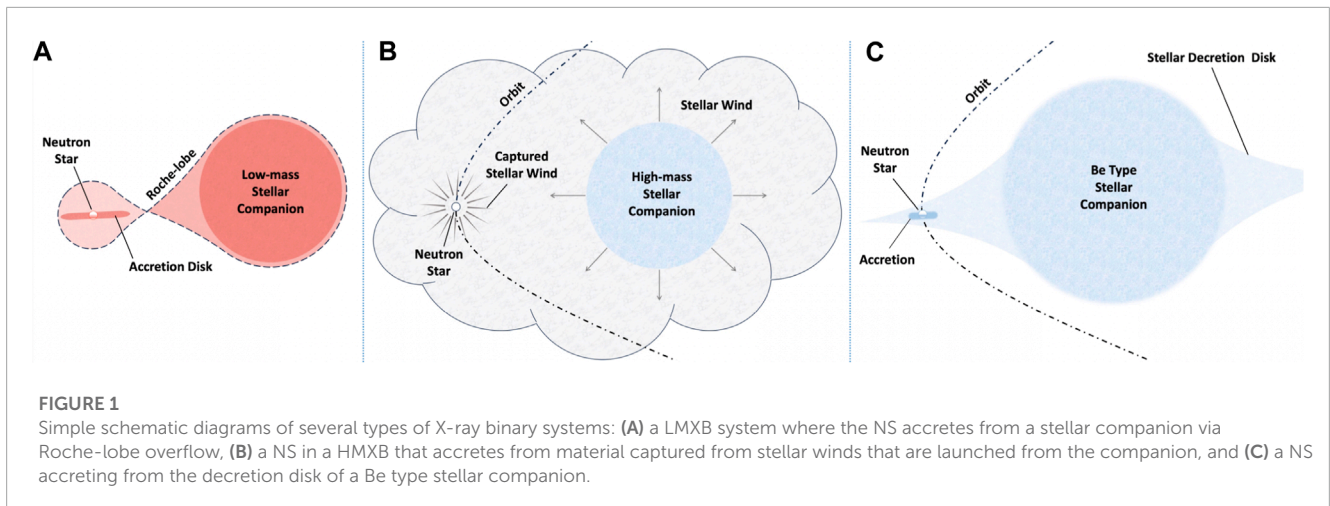 A
Neutron
Star
Roche-lobe
Low-mass
Stellar
Companion
Accretion Disk
B
Orbit
Stellar Wind
Captured
Stellar Wind
High-mass
Stellar
Companion
Neutron
Star
C
Stellar Decretion Disk
Orbit
Neutron
Star
Be Type
Stellar
Companion
Accretion
FIGURE 1
Simple schematic diagrams of several types of X-ray binary systems: (A) a LMXB system where the NS accretes from a stellar companion via
Roche-lobe overflow, (B) a NS in a HMXB that accretes from material captured from stellar winds that are launched from the companion, and (C) a NS
accreting from the decretion disk of a Be type stellar companion.